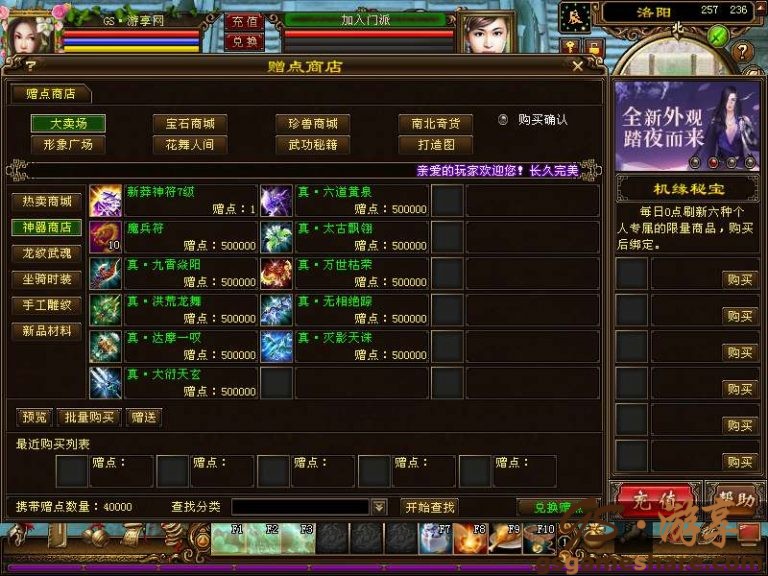 GS·游享网
充值
兑换
加入门派
辰
洛阳
257 236
北
?
?
赠点商店
×
赠点商店
大卖场
宝石商城
珍兽商城
南北奇货
购买确认
形象广场
花舞人间
武功秘籍
打造图
亲爱的玩家欢迎您!长久完美
全新外观
踏夜而来
热卖商城
神器商店
龙纹武魂
坐骑时装
手工雕纹
新品材料
新莽神符7级
赠点:1
真·六道黄泉
赠点:500000
魔兵符
10
赠点:500000
真·太古飘翎
赠点:500000
真·九霄焱阳
赠点:500000
真·万世枯荣
赠点:500000
真·洪荒龙舞
赠点:500000
真·无相绝踪
赠点:500000
真·达摩一叹
赠点:500000
真·灭影天诛
赠点:500000
真·大衍天玄
赠点:500000
机缘秘宝
每日0点刷新六种个
人专属的限量商品,购买
后绑定。
购买
购买
购买
购买
购买
购买
预览
批量购买
赠送
最近购买列表
赠点:
赠点:
赠点:
赠点:
赠点:
携带赠点数量:40000
查找分类
开始查找
兑换赠点
充值
帮助
F1
F2
F3
F7
F8
F9
F10
GS·游享